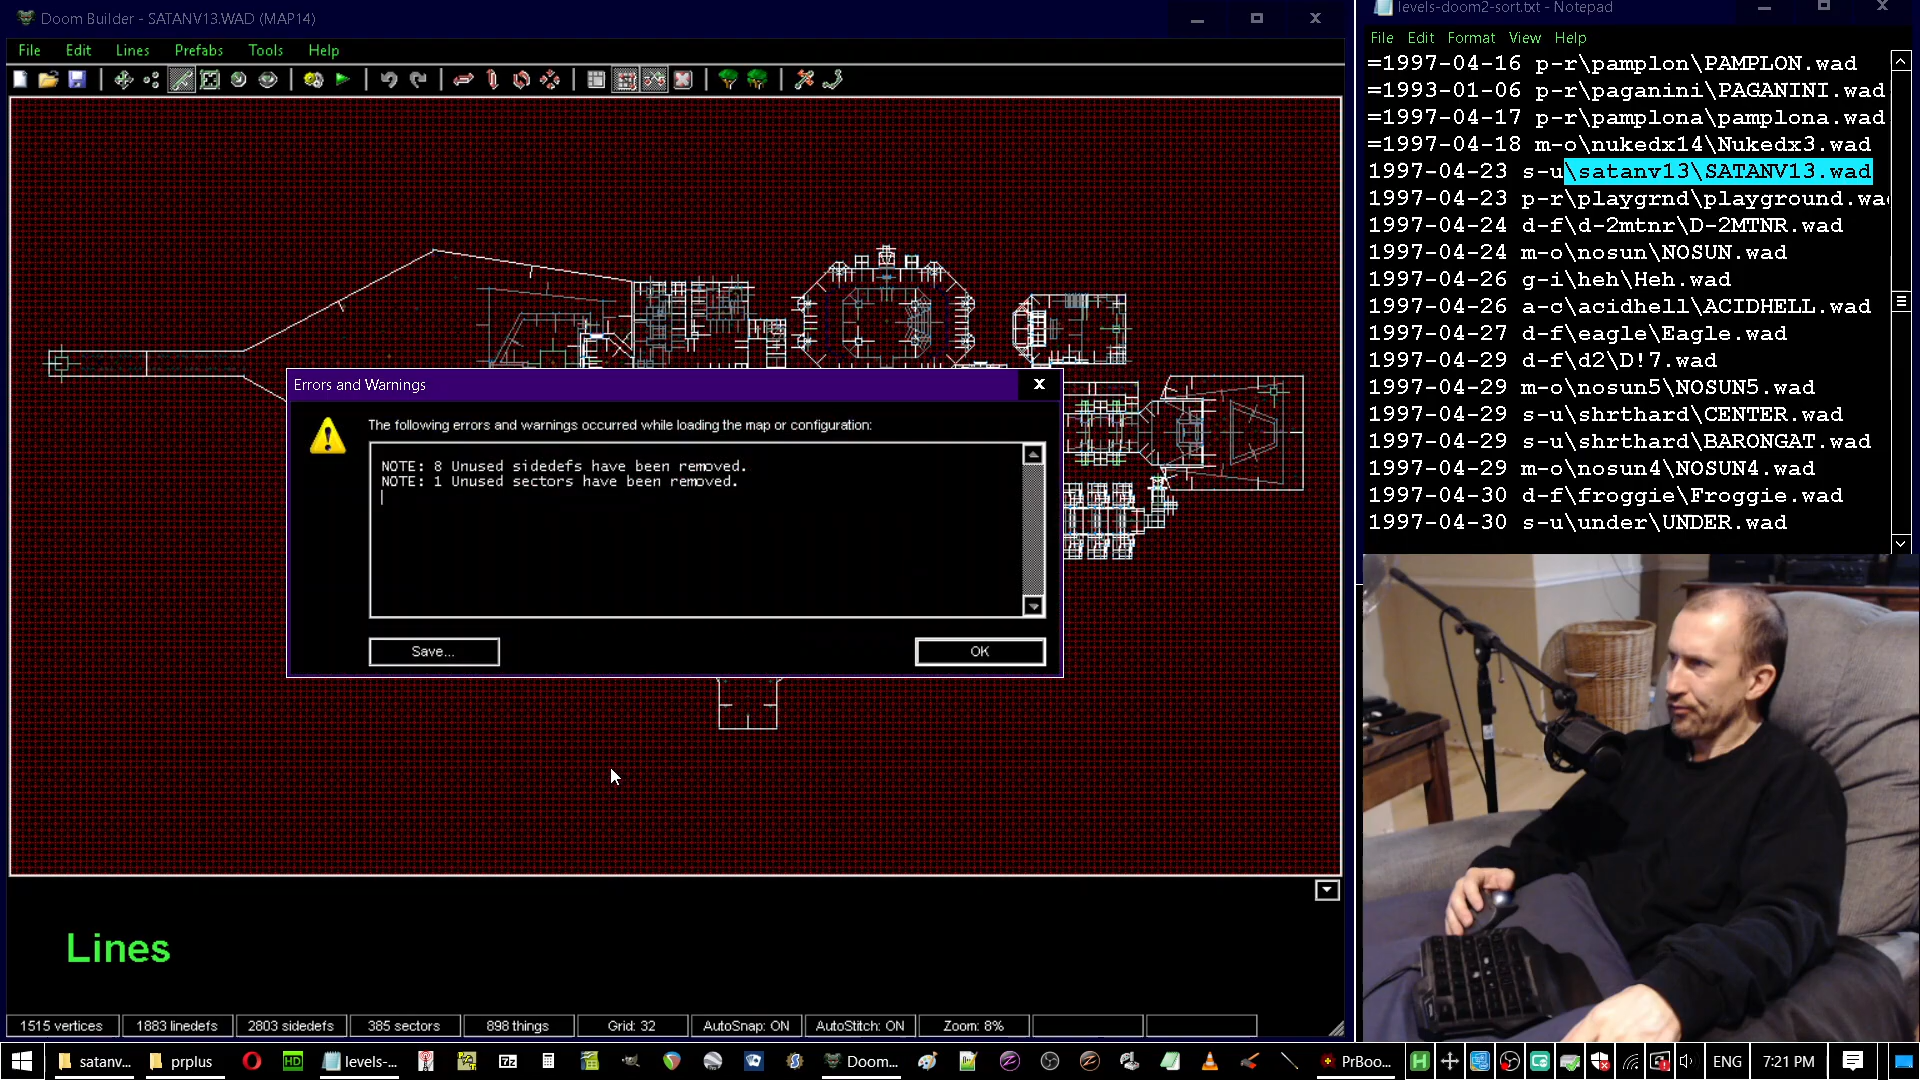 Doom Builder - SATANV13.WAD (MAP14)
File Edit Lines Prefabs Tools Help
Errors and Warnings
The following errors and warnings occurred while loading the map or configuration:
NOTE: 8 Unused sidedefs have been removed.
NOTE: 1 Unused sectors have been removed.
Save...
OK
Lines
1515 vertices
1883 linedefs
2803 sidedefs
385 sectors
898 things
Grid: 32
AutoSnap: ON
AutoStitch: ON
Zoom: 8%
levels-doom2-sort.txt - Notepad
File Edit Format View Help
=1997-04-16 p-r\pamplon\PAMPLON.wad
=1993-01-06 p-r\paganini\PAGANINI.wad
=1997-04-17 p-r\pamplona\pamplona.wad
=1997-04-18 m-o\nukedx14\Nukedx3.wad
1997-04-23 s-u\satanv13\SATANV13.wad
1997-04-23 p-r\playgrnd\playground.wad
1997-04-24 d-f\d-2mtnr\D-2MTNR.wad
1997-04-24 m-o\nosun\NOSUN.wad
1997-04-26 g-i\heh\Heh.wad
1997-04-26 a-c\acidhell\ACIDHELL.wad
1997-04-27 d-f\eagle\Eagle.wad
1997-04-29 d-f\d2\D!7.wad
1997-04-29 m-o\nosun5\NOSUN5.wad
1997-04-29 s-u\shrthard\CENTER.wad
1997-04-29 s-u\shrthard\BARONGAT.wad
1997-04-29 m-o\nosun4\NOSUN4.wad
1997-04-30 d-f\froggie\Froggie.wad
1997-04-30 s-u\under\UNDER.wad
satanv...
prplus
HD
levels-...
7z
Doom...
PrBoo...
H
ENG
7:21 PM